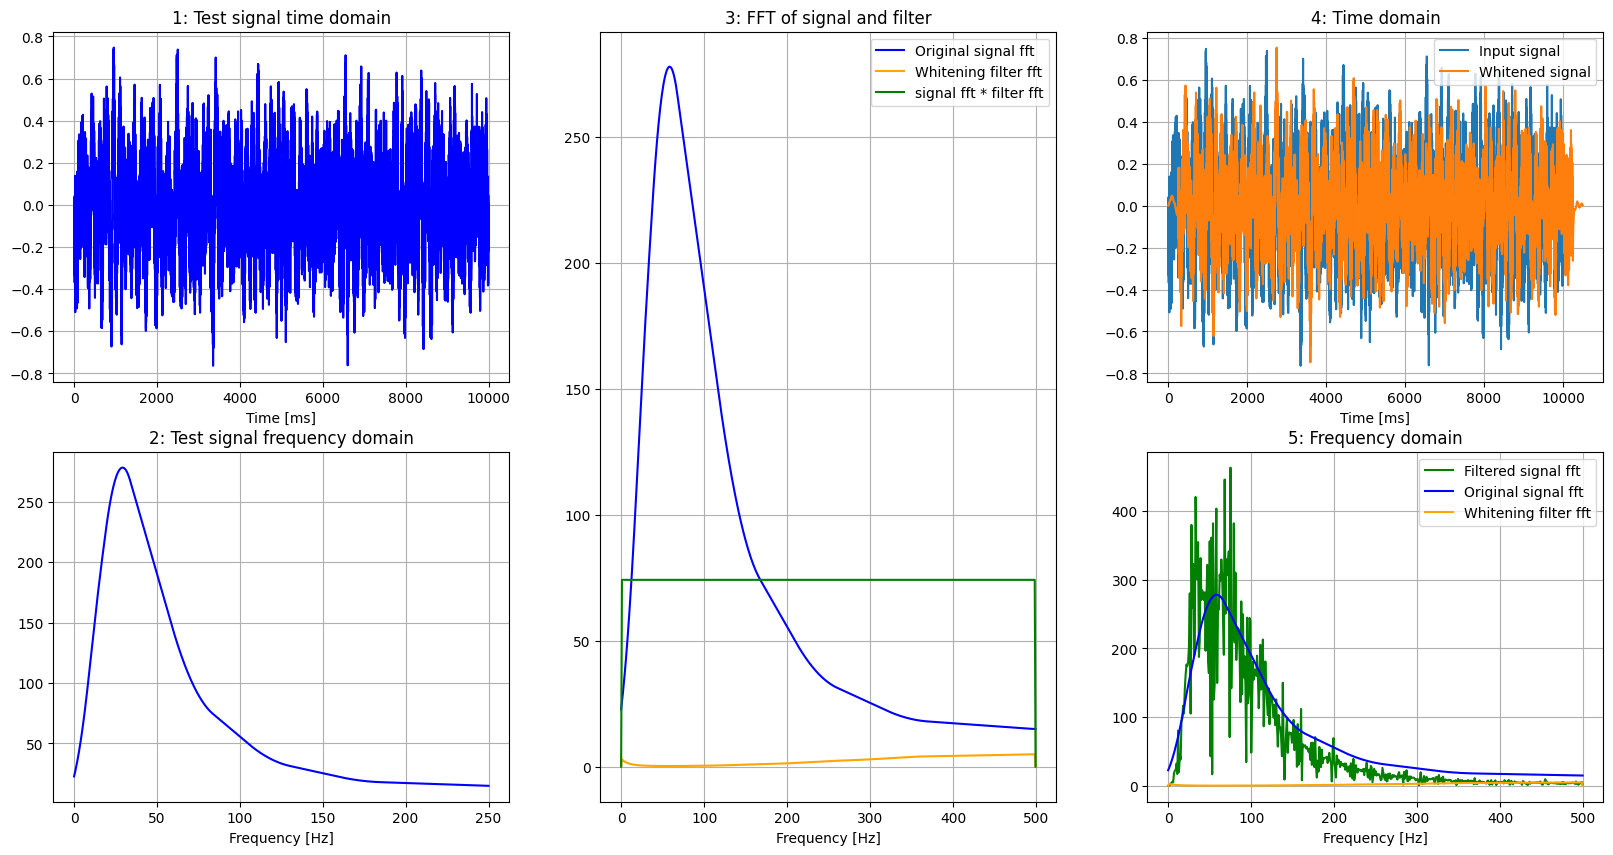 1: Test signal time domain
0.8
0.6
0.4
0.2
0.0
−0.2
−0.4
−0.6
−0.8
0 2000 4000 6000 8000 10000
Time [ms]
2: Test signal frequency domain
250
200
150
100
50
0 50 100 150 200 250
Frequency [Hz]
3: FFT of signal and filter
Original signal fft
Whitening filter fft
signal fft * filter fft
250
200
150
100
50
0
0 100 200 300 400 500
Frequency [Hz]
4: Time domain
Input signal
Whitened signal
0.8
0.6
0.4
0.2
0.0
−0.2
−0.4
−0.6
−0.8
0 2000 4000 6000 8000 10000
Time [ms]
5: Frequency domain
Filtered signal fft
Original signal fft
Whitening filter fft
400
300
200
100
0
0 100 200 300 400 500
Frequency [Hz]